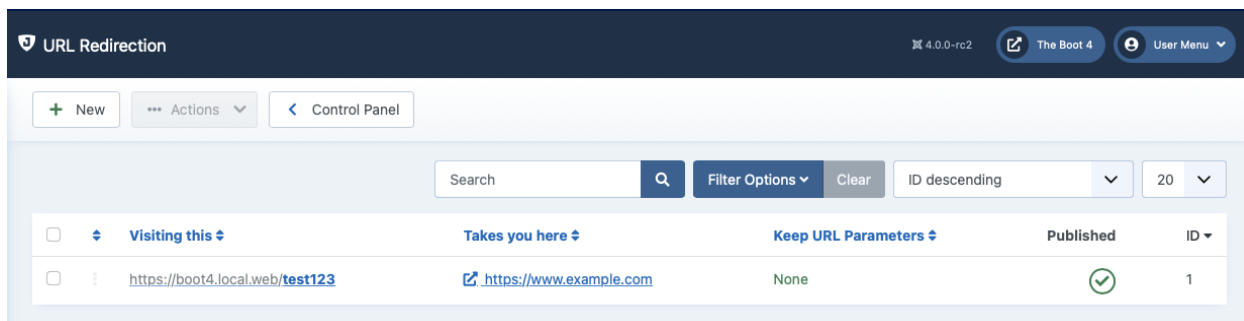 URL Redirection 4.0.0-rc2 The Boot 4 User Menu
New Actions Control Panel
Search Filter Options Clear ID descending 20
Visiting this Takes you here Keep URL Parameters Published ID
https://boot4.local.web/test123 https://www.example.com None 1